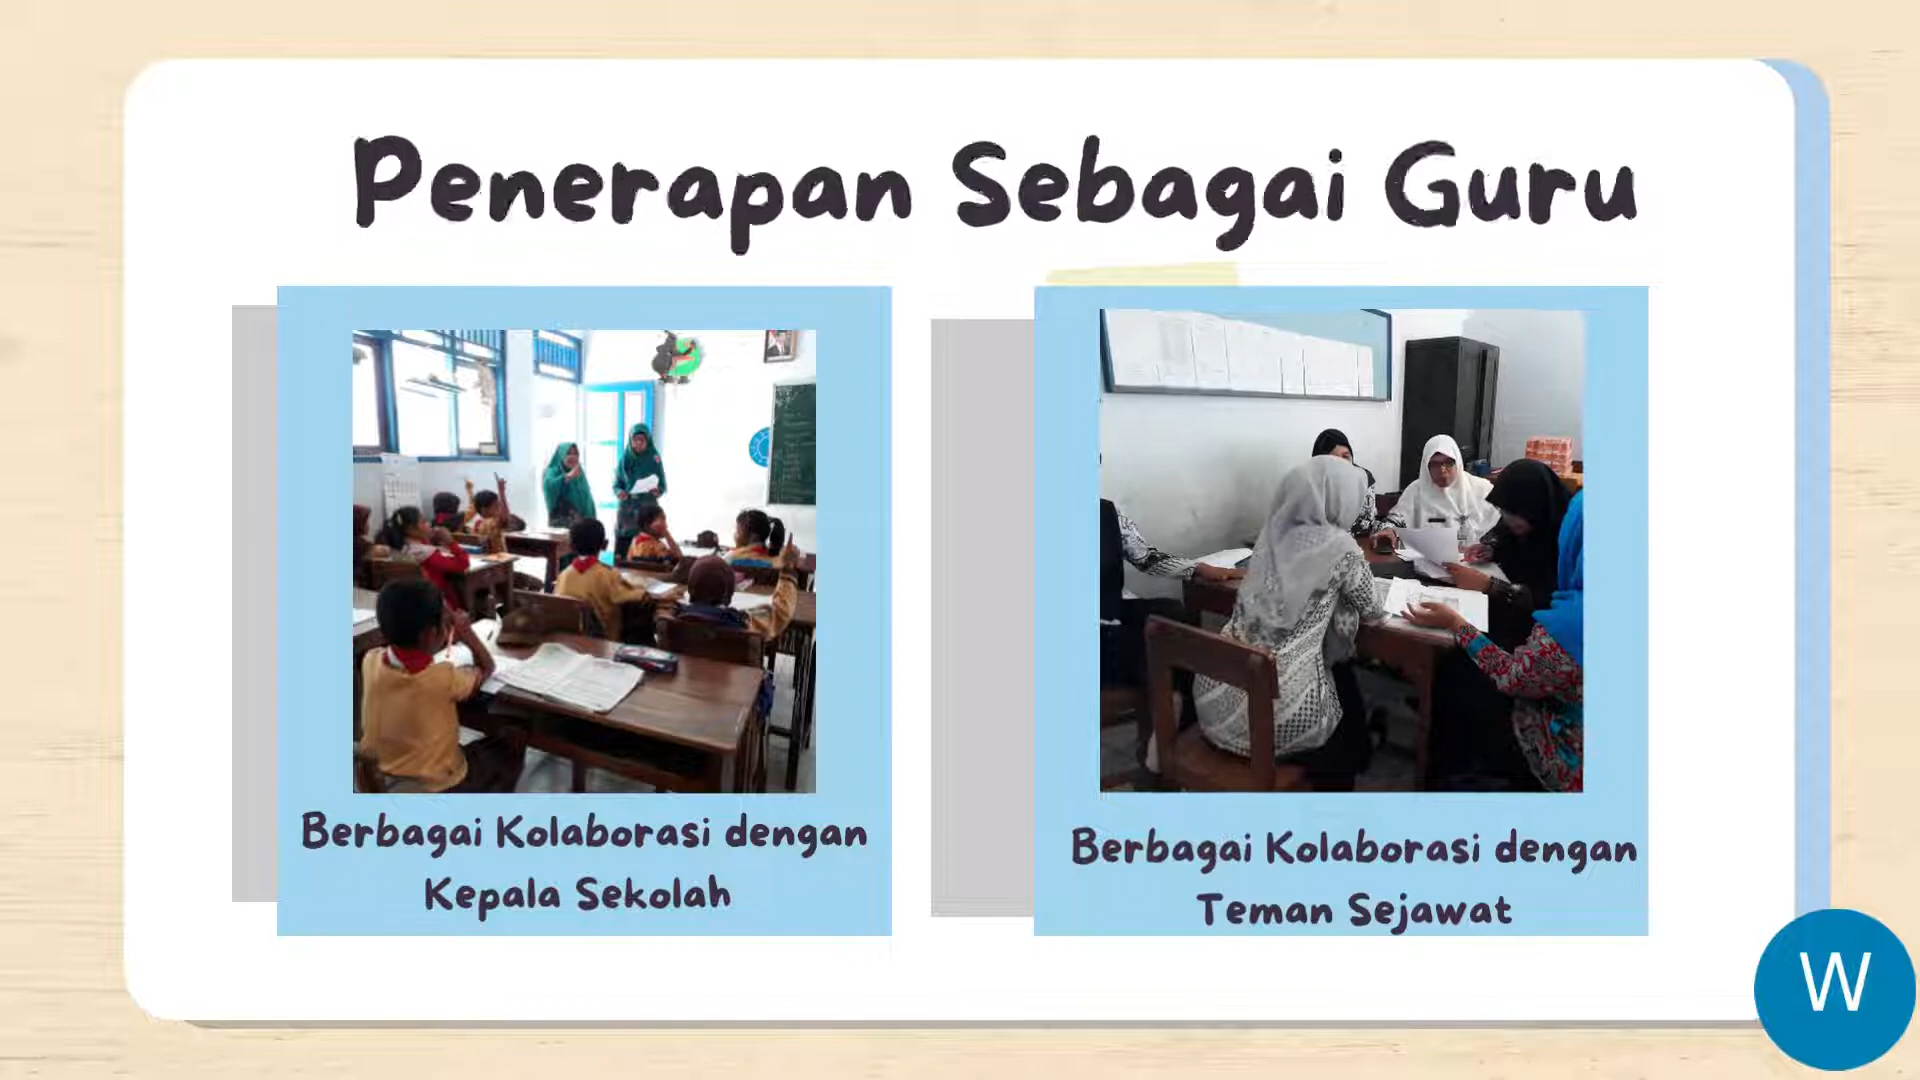 Penerapan Sebagai Guru
Berbagai Kolaborasi dengan
Kepala Sekolah
Berbagai Kolaborasi dengan
Teman Sejawat
W